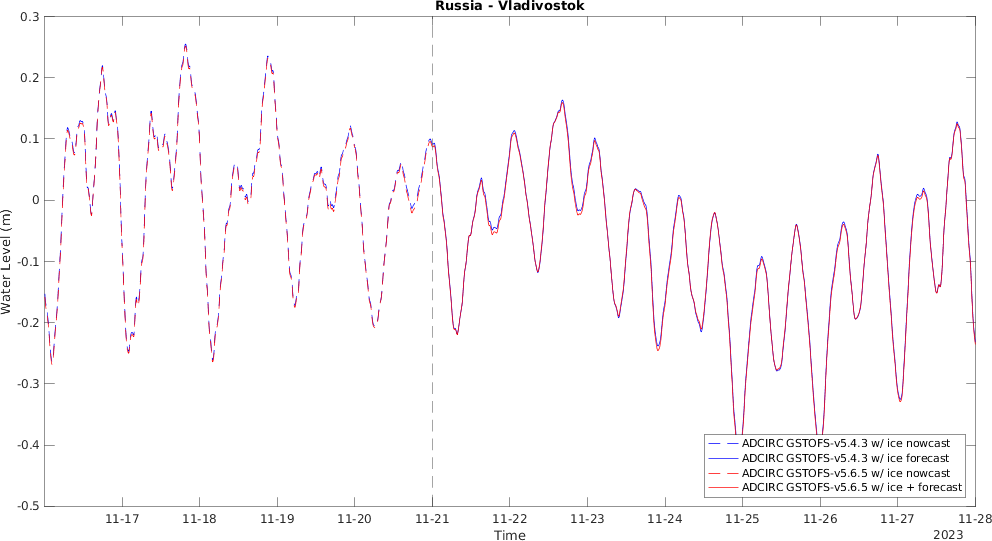 Russia - Vladivostok
Water Level (m)
0.3
0.2
0.1
0
-0.1
-0.2
-0.3
-0.4
-0.5
ADCIRC GSTOFS-v5.4.3 w/ ice nowcast
ADCIRC GSTOFS-v5.4.3 w/ ice forecast
ADCIRC GSTOFS-v5.6.5 w/ ice nowcast
ADCIRC GSTOFS-v5.6.5 w/ ice + forecast
11-17 11-18 11-19 11-20 11-21 11-22 11-23 11-24 11-25 11-26 11-27 11-28
Time
2023